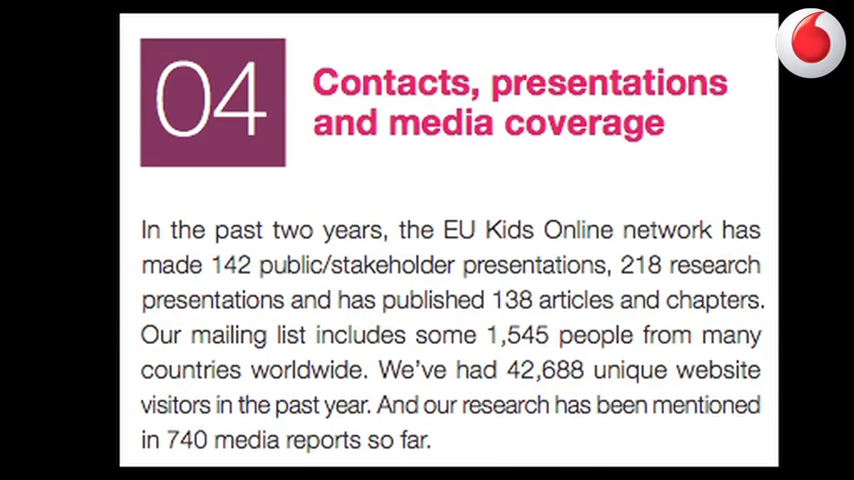 04
Contacts, presentations
and media coverage
In the past two years, the EU Kids Online network has
made 142 public/stakeholder presentations, 218 research
presentations and has published 138 articles and chapters.
Our mailing list includes some 1,545 people from many
countries worldwide. We've had 42,688 unique website
visitors in the past year. And our research has been mentioned
in 740 media reports so far.